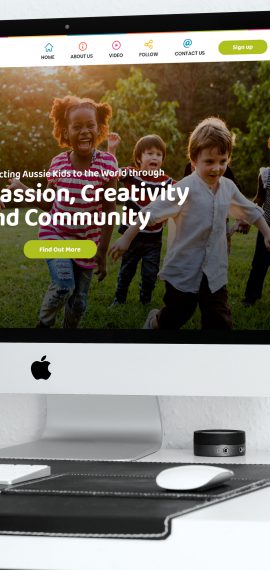 HOME ABOUT US VIDEO FOLLOW CONTACT US Sign up
cting Aussie Kids to the World through
assion, Creativity
nd Community
Find Out More